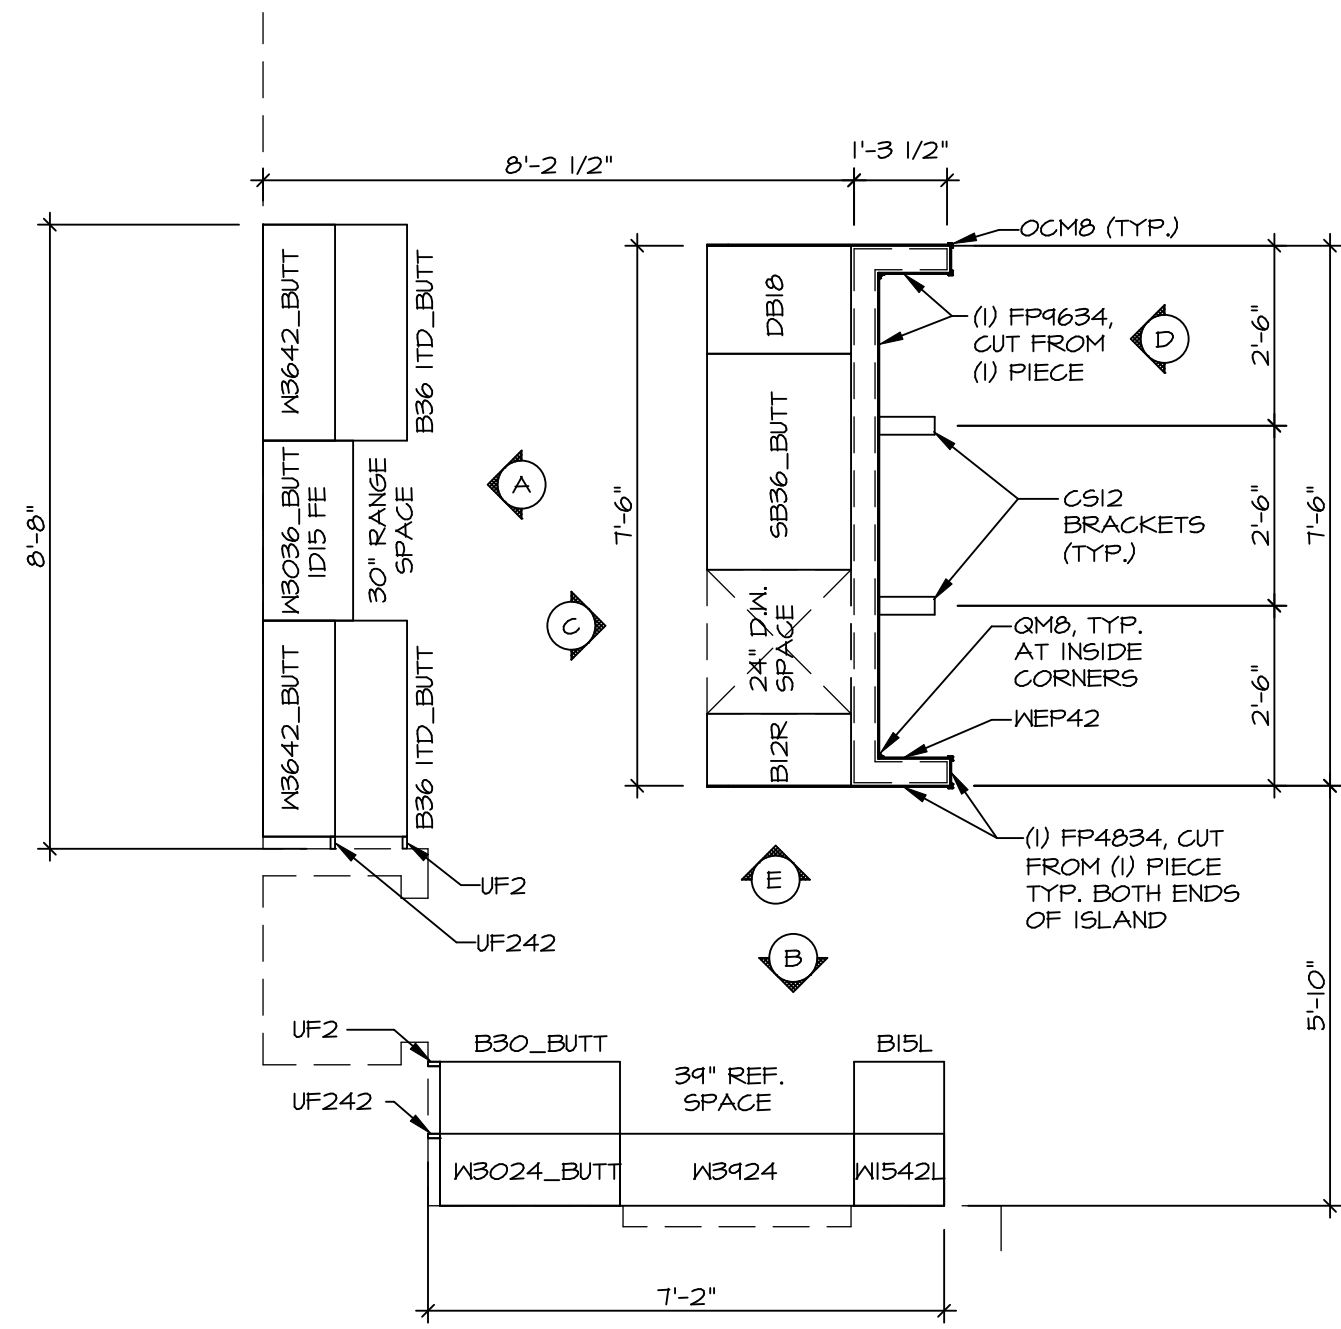 8'-2 1/2"
1'-3 1/2"
OCM8 (TYP.)
W3642_BUTT
B36 1TD_BUTT
DB18
(1) FP9634,
CUT FROM
(1) PIECE
D
2'-6"
8'-8"
W3036_BUTT
1D15 FE
30" RANGE
SPACE
A
7'-6"
SB36_BUTT
CS12
BRACKETS
(TYP.)
2'-6"
7'-6"
C
24" D.W.
SPACE
QM8, TYP.
AT INSIDE
CORNERS
2'-6"
W3642_BUTT
B36 1TD_BUTT
B12R
WEP42
(1) FP4834, CUT
FROM (1) PIECE
TYP. BOTH ENDS
OF ISLAND
UF2
UF242
E
B
5'-10"
UF2
B30_BUTT
B15L
39" REF.
SPACE
UF242
W3024_BUTT
W3924
W1542L
7'-2"